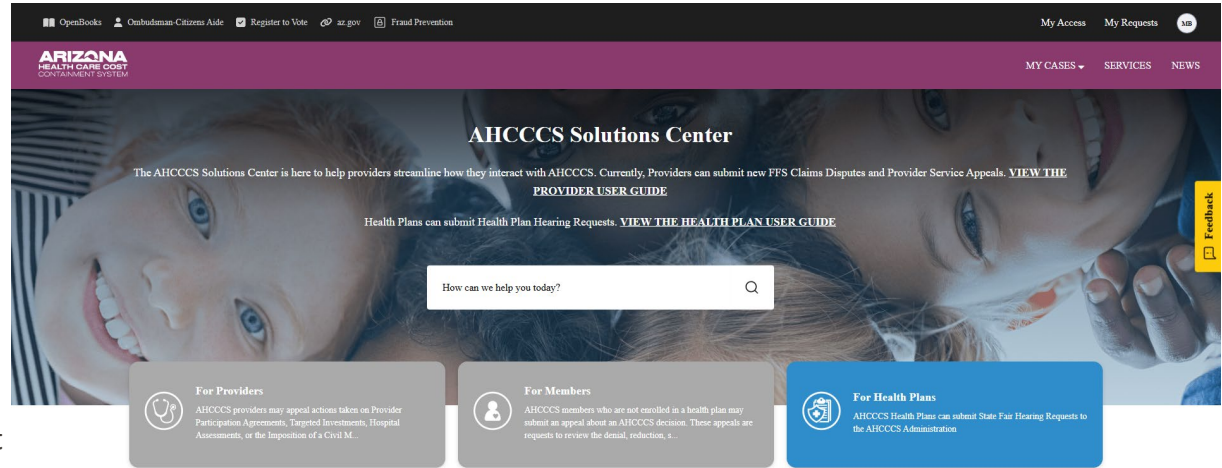 OpenBooks Ombudsman-Citizens Aide Register to Vote az.gov Fraud Prevention My Access My Requests MB
ARIZONA
HEALTH CARE COST
CONTAINMENT SYSTEM
MY CASES SERVICES NEWS
AHCCCS Solutions Center
The AHCCCS Solutions Center is here to help providers streamline how they interact with AHCCCS. Currently, Providers can submit new FFS Claims Disputes and Provider Service Appeals. VIEW THE
PROVIDER USER GUIDE
Health Plans can submit Health Plan Hearing Requests. VIEW THE HEALTH PLAN USER GUIDE
Feedback
How can we help you today?
For Providers
AHCCCS providers may appeal actions taken on Provider
Participation Agreements, Targeted Investments, Hospital
Assessments, or the Imposition of a Civil M...
For Members
AHCCCS members who are not enrolled in a health plan may
submit an appeal about an AHCCCS decision. These appeals are
requests to review the denial, reduction, s...
For Health Plans
AHCCCS Health Plans can submit State Fair Hearing Requests to
the AHCCCS Administration
t